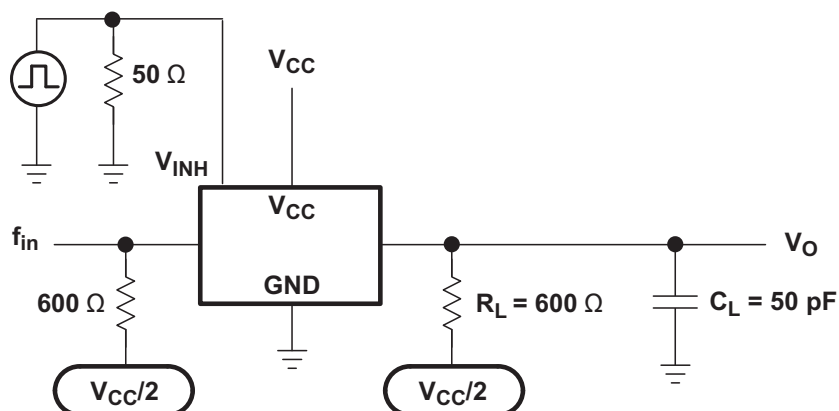 V_CC
50 Ω
V_INH
V_CC
f_in
V_O
GND
600 Ω
R_L = 600 Ω
C_L = 50 pF
V_CC/2
V_CC/2